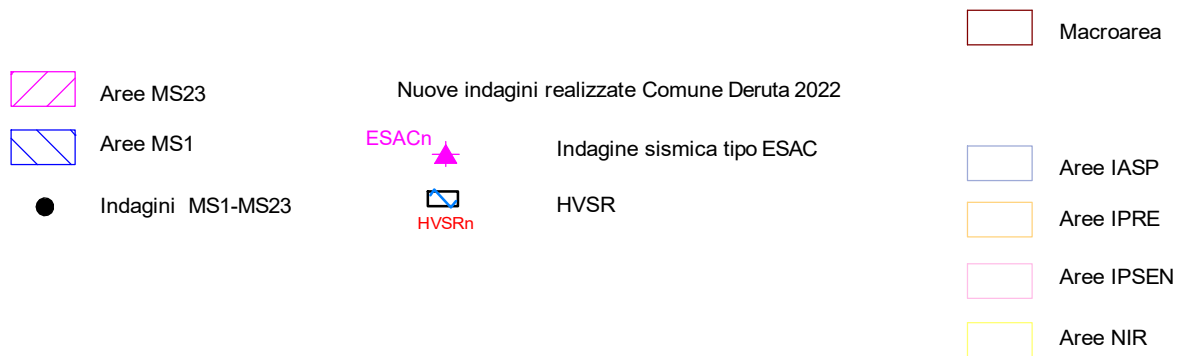 Macroarea
Aree MS23
Nuove indagini realizzate Comune Deruta 2022
Aree MS1
ESACn
Indagine sismica tipo ESAC
Aree IASP
Indagini MS1-MS23
HVSR
HVSRn
Aree IPRE
Aree IPSEN
Aree NIR